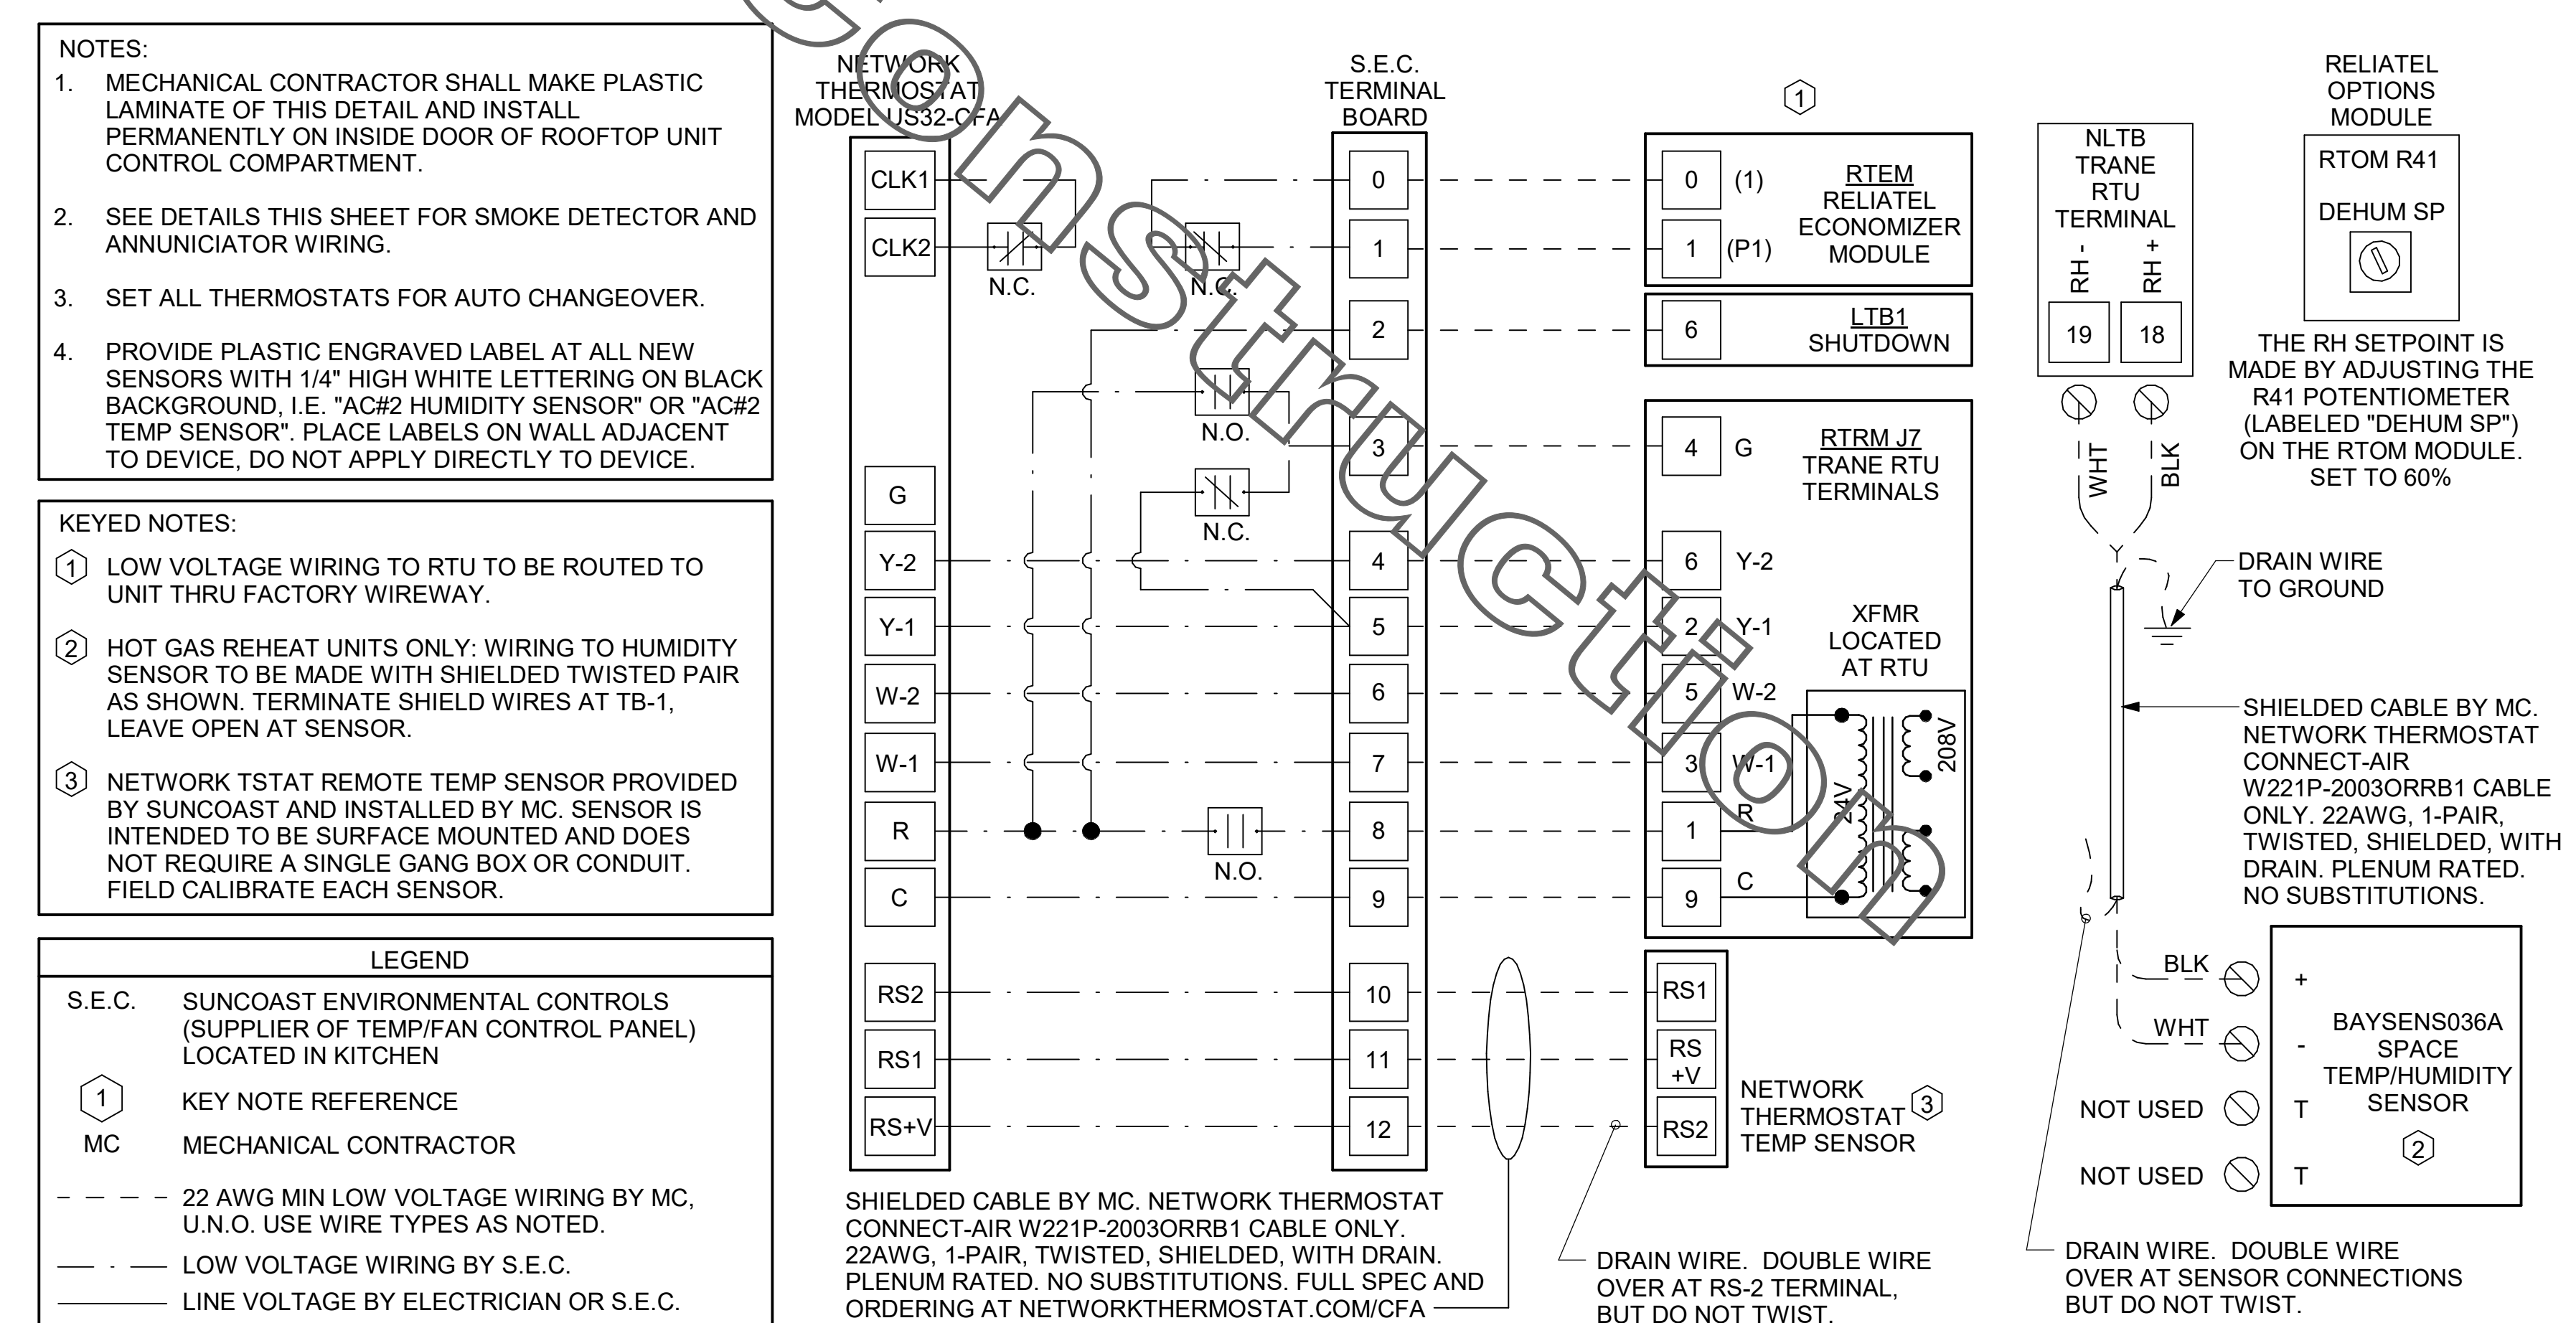 NOTES:
1. MECHANICAL CONTRACTOR SHALL MAKE PLASTIC
LAMINATE OF THIS DETAIL AND INSTALL
PERMANENTLY ON INSIDE DOOR OF ROOFTOP UNIT
CONTROL COMPARTMENT.
2. SEE DETAILS THIS SHEET FOR SMOKE DETECTOR AND
ANNUNICIATOR WIRING.
3. SET ALL THERMOSTATS FOR AUTO CHANGEOVER.
4. PROVIDE PLASTIC ENGRAVED LABEL AT ALL NEW
SENSORS WITH 1/4" HIGH WHITE LETTERING ON BLACK
BACKGROUND, I.E. "AC#2 HUMIDITY SENSOR" OR "AC#2
TEMP SENSOR". PLACE LABELS ON WALL ADJACENT
TO DEVICE, DO NOT APPLY DIRECTLY TO DEVICE.
KEYED NOTES:
1 LOW VOLTAGE WIRING TO RTU TO BE ROUTED TO
UNIT THRU FACTORY WIREWAY.
2 HOT GAS REHEAT UNITS ONLY: WIRING TO HUMIDITY
SENSOR TO BE MADE WITH SHIELDED TWISTED PAIR
AS SHOWN. TERMINATE SHIELD WIRES AT TB-1,
LEAVE OPEN AT SENSOR.
3 NETWORK TSTAT REMOTE TEMP SENSOR PROVIDED
BY SUNCOAST AND INSTALLED BY MC. SENSOR IS
INTENDED TO BE SURFACE MOUNTED AND DOES
NOT REQUIRE A SINGLE GANG BOX OR CONDUIT.
FIELD CALIBRATE EACH SENSOR.
LEGEND
S.E.C. SUNCOAST ENVIRONMENTAL CONTROLS
(SUPPLIER OF TEMP/FAN CONTROL PANEL)
LOCATED IN KITCHEN
1 KEY NOTE REFERENCE
MC MECHANICAL CONTRACTOR
22 AWG MIN LOW VOLTAGE WIRING BY MC,
U.N.O. USE WIRE TYPES AS NOTED.
LOW VOLTAGE WIRING BY S.E.C.
LINE VOLTAGE BY ELECTRICIAN OR S.E.C.
NETWORK
THERMOSTAT
MODEL US32-CFA
CLK1
CLK2
G
Y-2
Y-1
W-2
W-1
R
C
RS2
RS1
RS+V
N.C.
N.C.
N.O.
N.C.
N.O.
S.E.C.
TERMINAL
BOARD
0
1
2
3
4
5
6
7
8
9
10
11
12
1
0 (1)
1 (P1)
RTEM
RELIATEL
ECONOMIZER
MODULE
6
LTB1
SHUTDOWN
4 G
RTRM J7
TRANE RTU
TERMINALS
6 Y-2
2 Y-1
5 W-2
3 W-1
1 R
9 C
XFMR
LOCATED
AT RTU
24V
208V
RS1
RS
+V
RS2
NETWORK
THERMOSTAT
TEMP SENSOR
3
SHIELDED CABLE BY MC. NETWORK THERMOSTAT
CONNECT-AIR W221P-2003ORRB1 CABLE ONLY.
22AWG, 1-PAIR, TWISTED, SHIELDED, WITH DRAIN.
PLENUM RATED. NO SUBSTITUTIONS. FULL SPEC AND
ORDERING AT NETWORKTHERMOSTAT.COM/CFA
DRAIN WIRE. DOUBLE WIRE
OVER AT RS-2 TERMINAL,
BUT DO NOT TWIST.
NLTB
TRANE
RTU
TERMINAL
RH -
RH +
19
18
WHT
BLK
RELIATEL
OPTIONS
MODULE
RTOM R41
DEHUM SP
THE RH SETPOINT IS
MADE BY ADJUSTING THE
R41 POTENTIOMETER
(LABELED "DEHUM SP")
ON THE RTOM MODULE.
SET TO 60%
DRAIN WIRE
TO GROUND
SHIELDED CABLE BY MC.
NETWORK THERMOSTAT
CONNECT-AIR
W221P-2003ORRB1 CABLE
ONLY. 22AWG, 1-PAIR,
TWISTED, SHIELDED, WITH
DRAIN. PLENUM RATED.
NO SUBSTITUTIONS.
BLK
WHT
NOT USED
NOT USED
+
-
T
T
BAYSENS036A
SPACE
TEMP/HUMIDITY
SENSOR
2
DRAIN WIRE. DOUBLE WIRE
OVER AT SENSOR CONNECTIONS
BUT DO NOT TWIST.
Construction